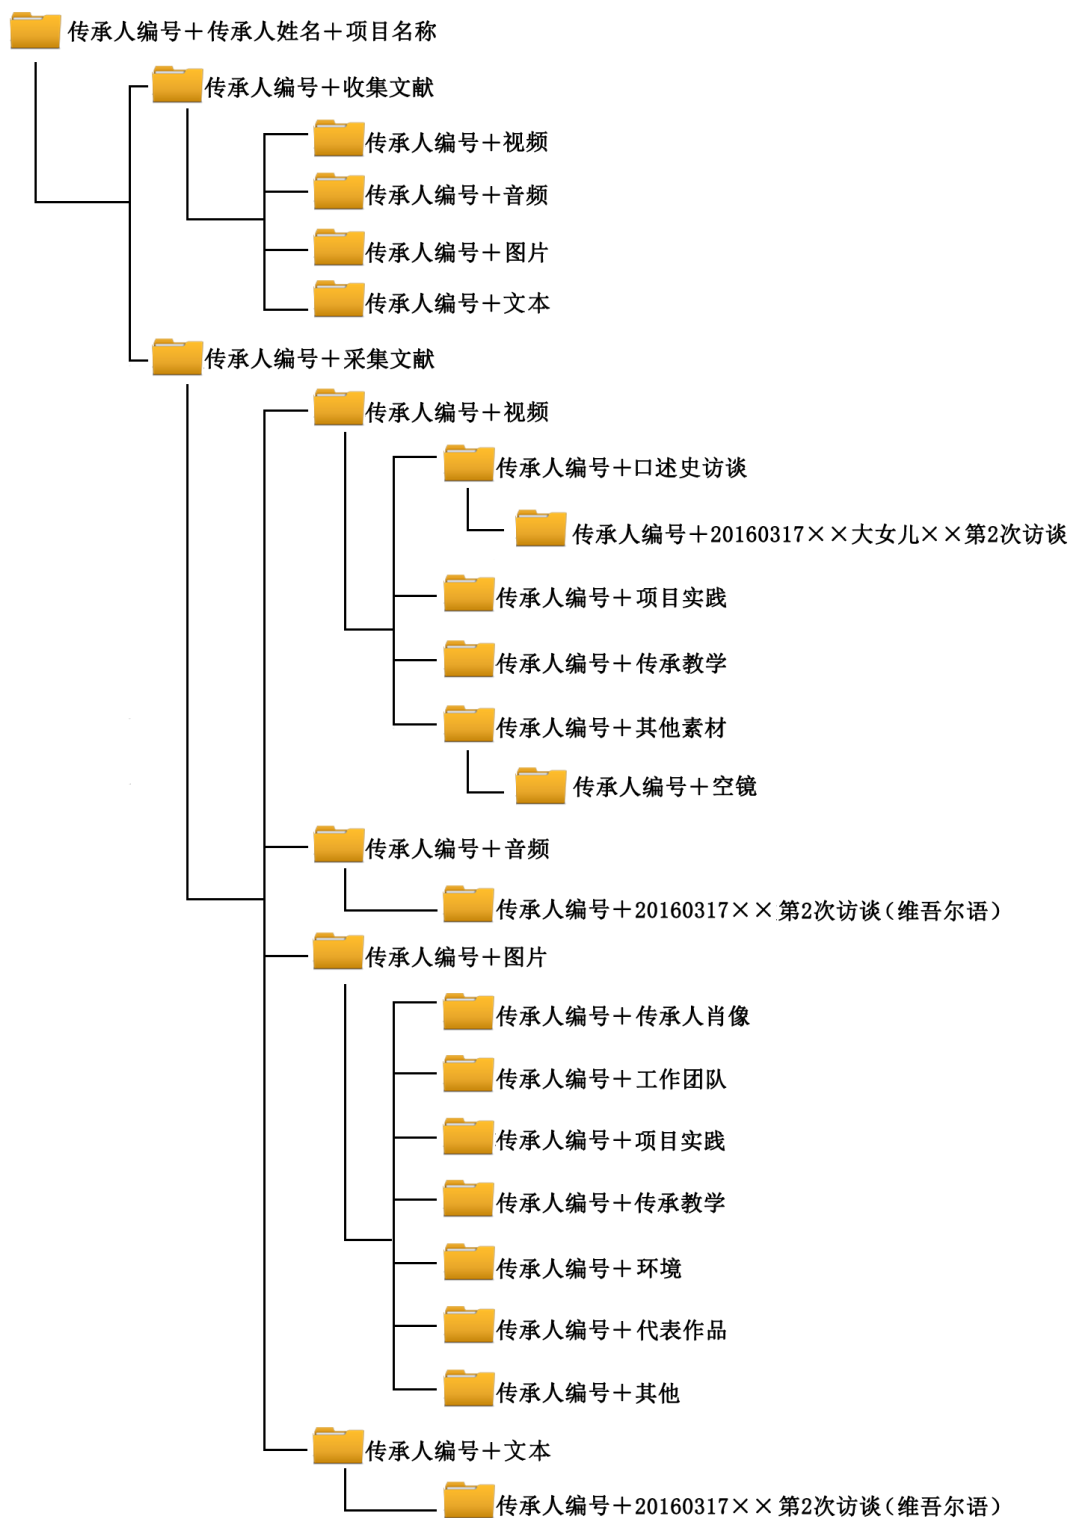 传承人编号＋传承人姓名＋项目名称
传承人编号＋收集文献
传承人编号＋视频
传承人编号＋音频
传承人编号＋图片
传承人编号＋文本
传承人编号＋采集文献
传承人编号＋视频
传承人编号＋口述史访谈
传承人编号＋20160317××大女儿××第2次访谈
传承人编号＋项目实践
传承人编号＋传承教学
传承人编号＋其他素材
传承人编号＋空镜
传承人编号＋音频
传承人编号＋20160317××第2次访谈（维吾尔语）
传承人编号＋图片
传承人编号＋传承人肖像
传承人编号＋工作团队
传承人编号＋项目实践
传承人编号＋传承教学
传承人编号＋环境
传承人编号＋代表作品
传承人编号＋其他
传承人编号＋文本
传承人编号＋20160317××第2次访谈（维吾尔语）